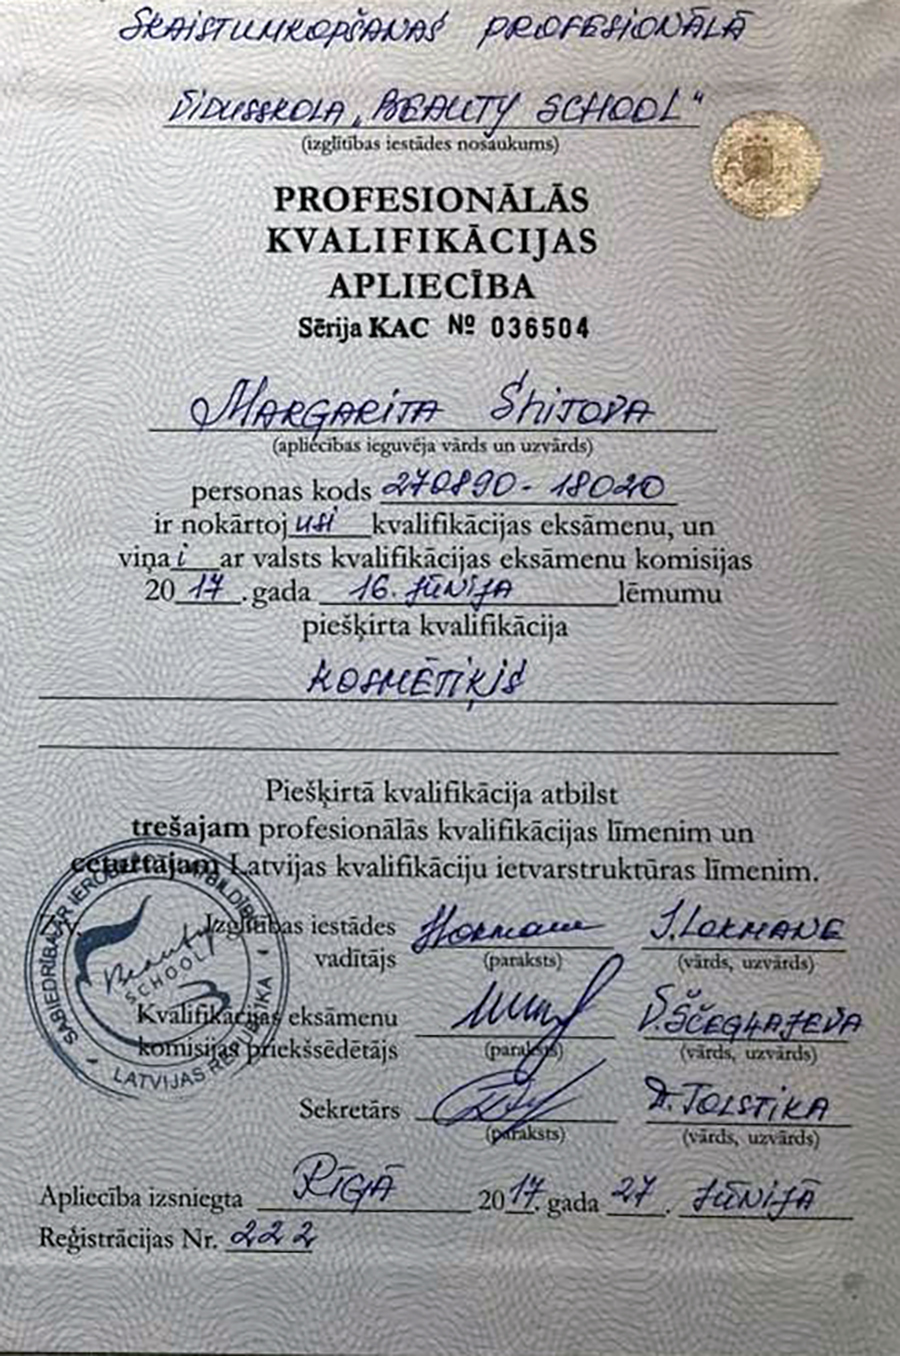 SKAISTUMKOPŠANAS PROFESIONĀLĀ
VIDUSSKOLA „BEAUTY SCHOOL"
(izglītības iestādes nosaukums)
PROFESIONĀLĀS
KVALIFIKĀCIJAS
APLIECĪBA
Sērija KAC № 036504
MARGARITA Shitova
(apliecības ieguvēja vārds un uzvārds)
personas kods 270890-18020
ir nokārtoj usi kvalifikācijas eksāmenu, un
viņa i ar valsts kvalifikācijas eksāmenu komisijas
20 17. gada 16. JŪNIJA lēmumu
piešķirta kvalifikācija
KOSMĒTIĶIS
Piešķirtā kvalifikācija atbilst
trešajam profesionālās kvalifikācijas līmenim un
ceturtajam Latvijas kvalifikāciju ietvarstruktūras līmenim.
SABIEDRĪBA AR IEROBEŽOTU ATBILDĪBU
Beauty
SCHOOL
LATVIJAS REPUBLIKA
Z.v. Izglītības iestādes J. LOKMANE
vadītājs (paraksts) (vārds, uzvārds)
Kvalifikācijas eksāmenu V. ŠČEGĻAJEVA
komisijas priekšsēdētājs (paraksts) (vārds, uzvārds)
Sekretārs D. TOLSTIKA
(paraksts) (vārds, uzvārds)
Apliecība izsniegta RĪGĀ 20 17. gada 27. JŪNIJĀ
Reģistrācijas Nr. 222